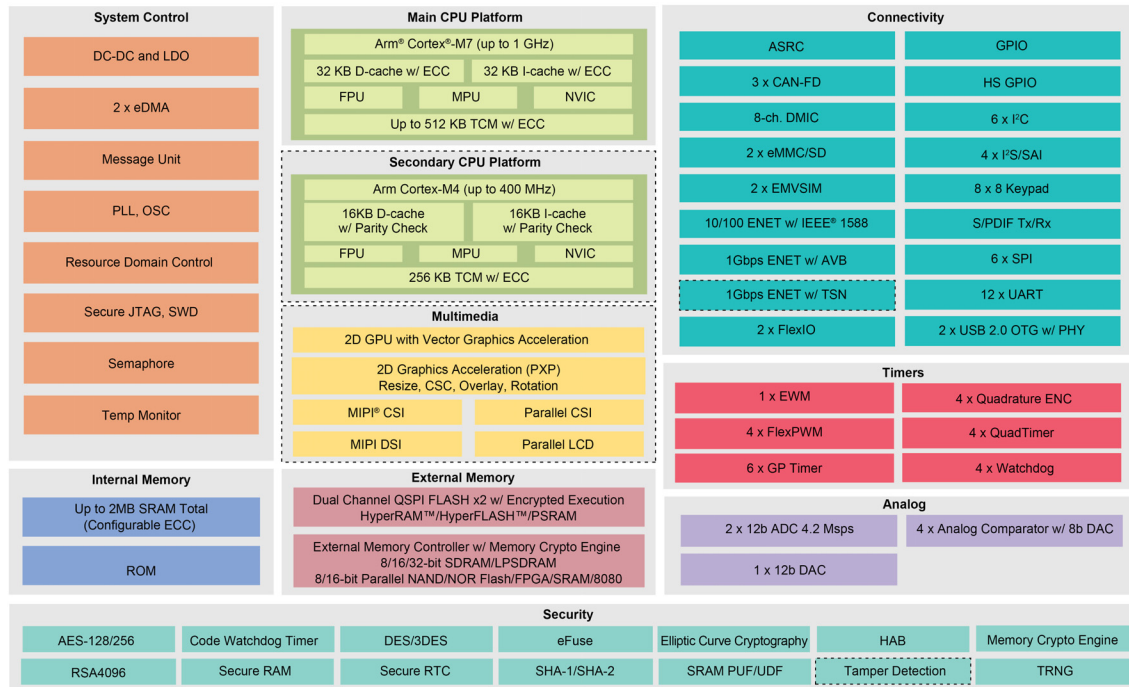 System Control
DC-DC and LDO
2 x eDMA
Message Unit
PLL, OSC
Resource Domain Control
Secure JTAG, SWD
Semaphore
Temp Monitor
Internal Memory
Up to 2MB SRAM Total
(Configurable ECC)
ROM
Main CPU Platform
Arm® Cortex®-M7 (up to 1 GHz)
32 KB D-cache w/ ECC
32 KB I-cache w/ ECC
FPU
MPU
NVIC
Up to 512 KB TCM w/ ECC
Secondary CPU Platform
Arm Cortex-M4 (up to 400 MHz)
16KB D-cache
w/ Parity Check
16KB I-cache
w/ Parity Check
FPU
MPU
NVIC
256 KB TCM w/ ECC
Multimedia
2D GPU with Vector Graphics Acceleration
2D Graphics Acceleration (PXP)
Resize, CSC, Overlay, Rotation
MIPI® CSI
Parallel CSI
MIPI DSI
Parallel LCD
External Memory
Dual Channel QSPI FLASH x2 w/ Encrypted Execution
HyperRAM™/HyperFLASH™/PSRAM
External Memory Controller w/ Memory Crypto Engine
8/16/32-bit SDRAM/LPSDRAM
8/16-bit Parallel NAND/NOR Flash/FPGA/SRAM/8080
Connectivity
ASRC
GPIO
3 x CAN-FD
HS GPIO
8-ch. DMIC
6 x I²C
2 x eMMC/SD
4 x I²S/SAI
2 x EMVSIM
8 x 8 Keypad
10/100 ENET w/ IEEE® 1588
S/PDIF Tx/Rx
1Gbps ENET w/ AVB
6 x SPI
1Gbps ENET w/ TSN
12 x UART
2 x FlexIO
2 x USB 2.0 OTG w/ PHY
Timers
1 x EWM
4 x Quadrature ENC
4 x FlexPWM
4 x QuadTimer
6 x GP Timer
4 x Watchdog
Analog
2 x 12b ADC 4.2 Msps
4 x Analog Comparator w/ 8b DAC
1 x 12b DAC
Security
AES-128/256
Code Watchdog Timer
DES/3DES
eFuse
Elliptic Curve Cryptography
HAB
Memory Crypto Engine
RSA4096
Secure RAM
Secure RTC
SHA-1/SHA-2
SRAM PUF/UDF
Tamper Detection
TRNG